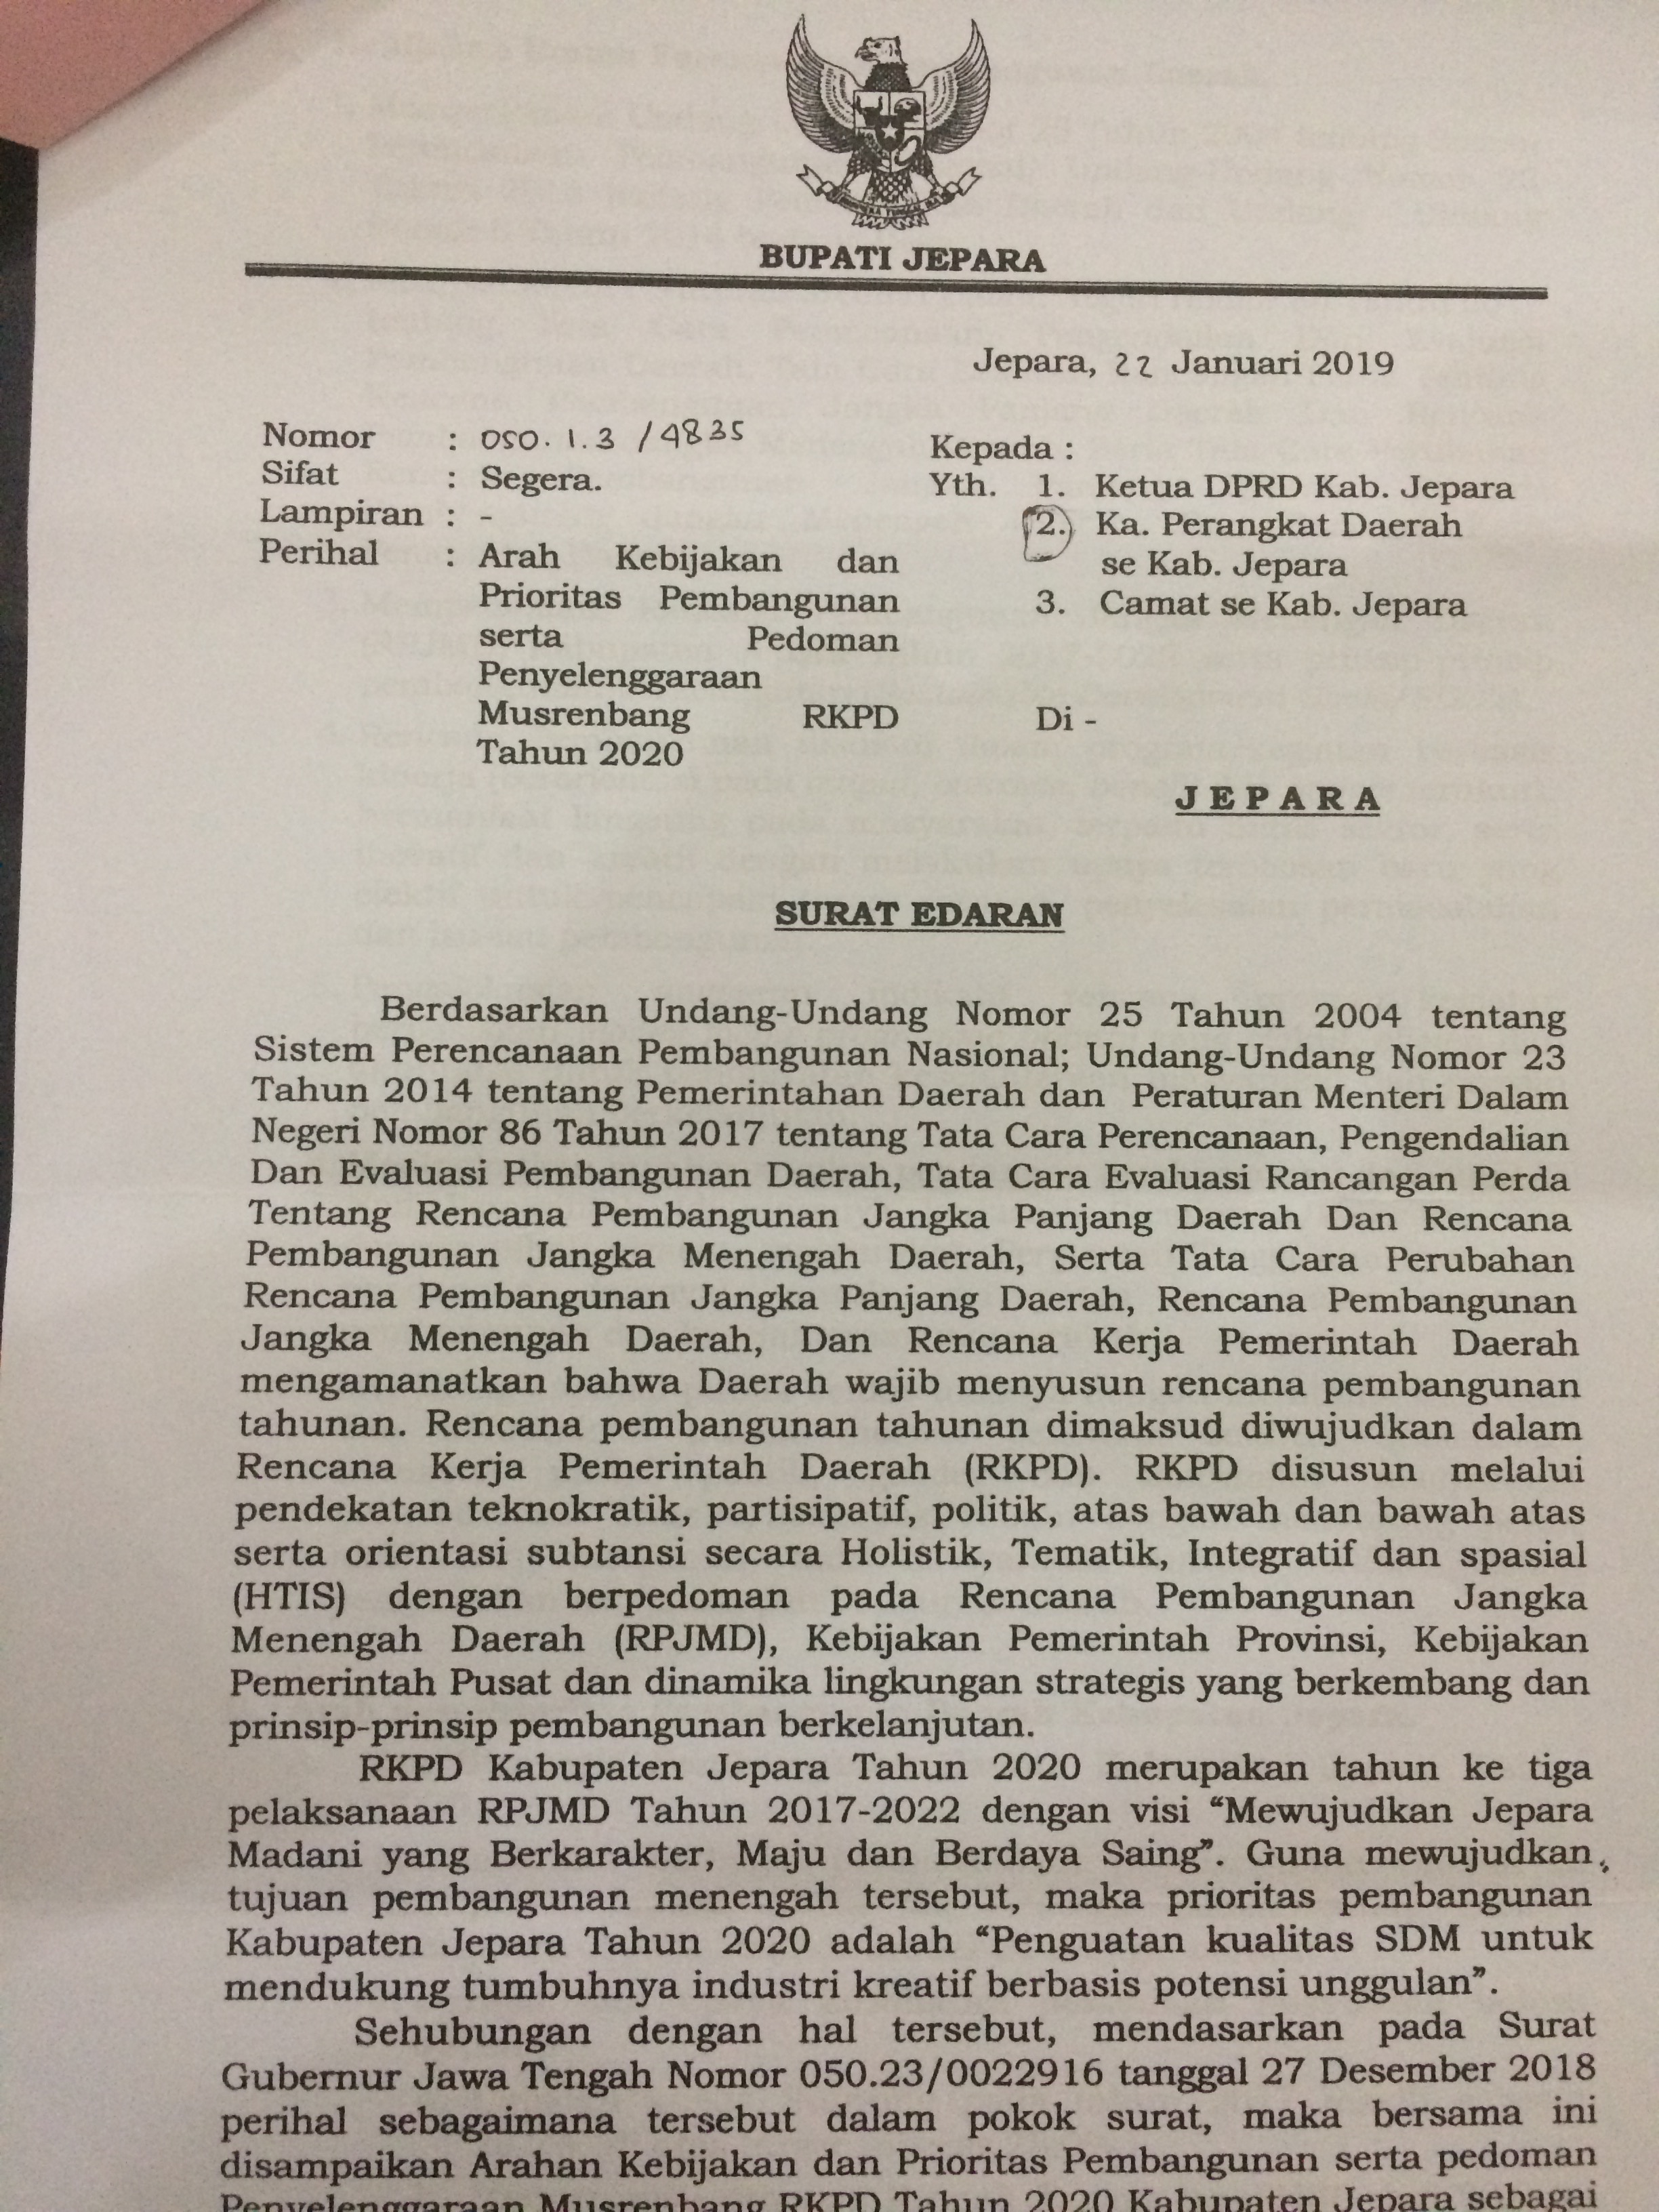 BUPATI JEPARA
Jepara, 22 Januari 2019
Nomor : 050.1.3 / 4835
Sifat : Segera.
Lampiran : -
Perihal : Arah Kebijakan dan
Prioritas Pembangunan
serta Pedoman
Penyelenggaraan
Musrenbang RKPD
Tahun 2020
Kepada :
Yth. 1. Ketua DPRD Kab. Jepara
2. Ka. Perangkat Daerah
se Kab. Jepara
3. Camat se Kab. Jepara
Di -
J E P A R A
SURAT EDARAN
Berdasarkan Undang-Undang Nomor 25 Tahun 2004 tentang
Sistem Perencanaan Pembangunan Nasional; Undang-Undang Nomor 23
Tahun 2014 tentang Pemerintahan Daerah dan Peraturan Menteri Dalam
Negeri Nomor 86 Tahun 2017 tentang Tata Cara Perencanaan, Pengendalian
Dan Evaluasi Pembangunan Daerah, Tata Cara Evaluasi Rancangan Perda
Tentang Rencana Pembangunan Jangka Panjang Daerah Dan Rencana
Pembangunan Jangka Menengah Daerah, Serta Tata Cara Perubahan
Rencana Pembangunan Jangka Panjang Daerah, Rencana Pembangunan
Jangka Menengah Daerah, Dan Rencana Kerja Pemerintah Daerah
mengamanatkan bahwa Daerah wajib menyusun rencana pembangunan
tahunan. Rencana pembangunan tahunan dimaksud diwujudkan dalam
Rencana Kerja Pemerintah Daerah (RKPD). RKPD disusun melalui
pendekatan teknokratik, partisipatif, politik, atas bawah dan bawah atas
serta orientasi subtansi secara Holistik, Tematik, Integratif dan spasial
(HTIS) dengan berpedoman pada Rencana Pembangunan Jangka
Menengah Daerah (RPJMD), Kebijakan Pemerintah Provinsi, Kebijakan
Pemerintah Pusat dan dinamika lingkungan strategis yang berkembang dan
prinsip-prinsip pembangunan berkelanjutan.
RKPD Kabupaten Jepara Tahun 2020 merupakan tahun ke tiga
pelaksanaan RPJMD Tahun 2017-2022 dengan visi “Mewujudkan Jepara
Madani yang Berkarakter, Maju dan Berdaya Saing”. Guna mewujudkan
tujuan pembangunan menengah tersebut, maka prioritas pembangunan
Kabupaten Jepara Tahun 2020 adalah “Penguatan kualitas SDM untuk
mendukung tumbuhnya industri kreatif berbasis potensi unggulan”.
Sehubungan dengan hal tersebut, mendasarkan pada Surat
Gubernur Jawa Tengah Nomor 050.23/0022916 tanggal 27 Desember 2018
perihal sebagaimana tersebut dalam pokok surat, maka bersama ini
disampaikan Arahan Kebijakan dan Prioritas Pembangunan serta pedoman
Penyelenggaraan Musrenbang RKPD Tahun 2020 Kabupaten Jepara sebagai